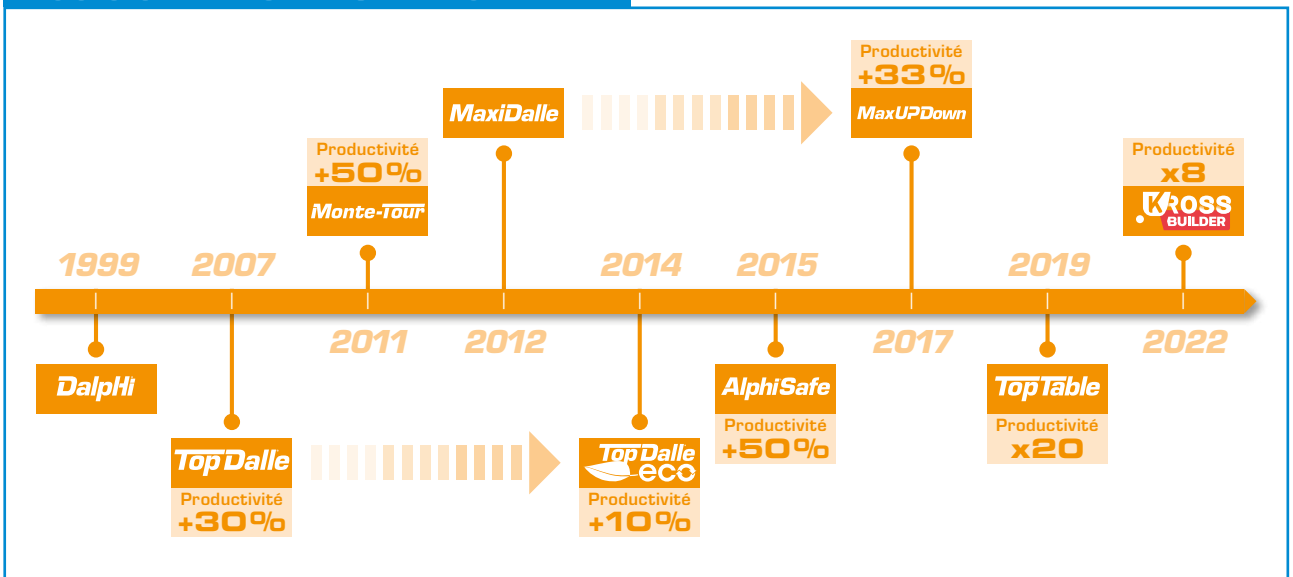 Productivité
+33%
MaxiDalle
MaxUPDown
Productivité
+50%
Monte-Tour
Productivité
x8
KROSS
BUILDER
1999
2007
2014
2015
2019
2011
2012
2017
2022
DalpHi
AlphiSafe
Productivité
+50%
TopTable
Productivité
x20
TopDalle
Productivité
+30%
TopDalle
eco
Productivité
+10%